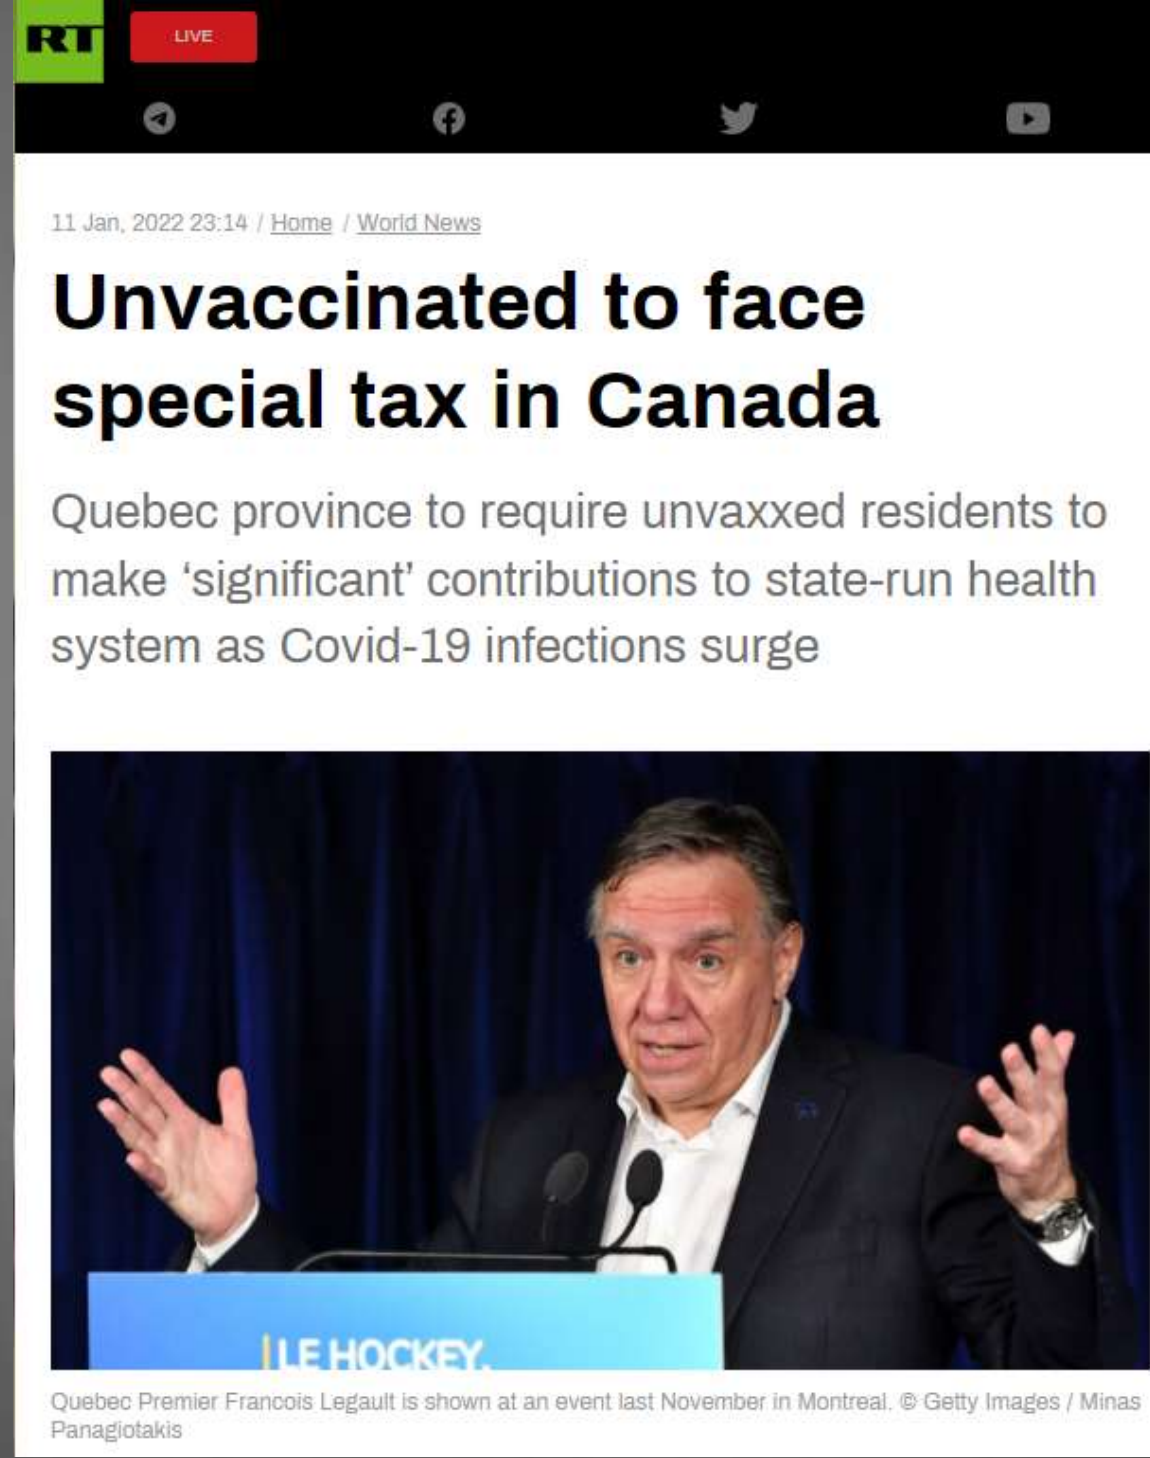 RT
LIVE
11 Jan, 2022 23:14 / Home / World News
Unvaccinated to face
special tax in Canada
Quebec province to require unvaxxed residents to
make ‘significant’ contributions to state-run health
system as Covid-19 infections surge
LE HOCKEY.
Quebec Premier Francois Legault is shown at an event last November in Montreal. © Getty Images / Minas
Panagiotakis